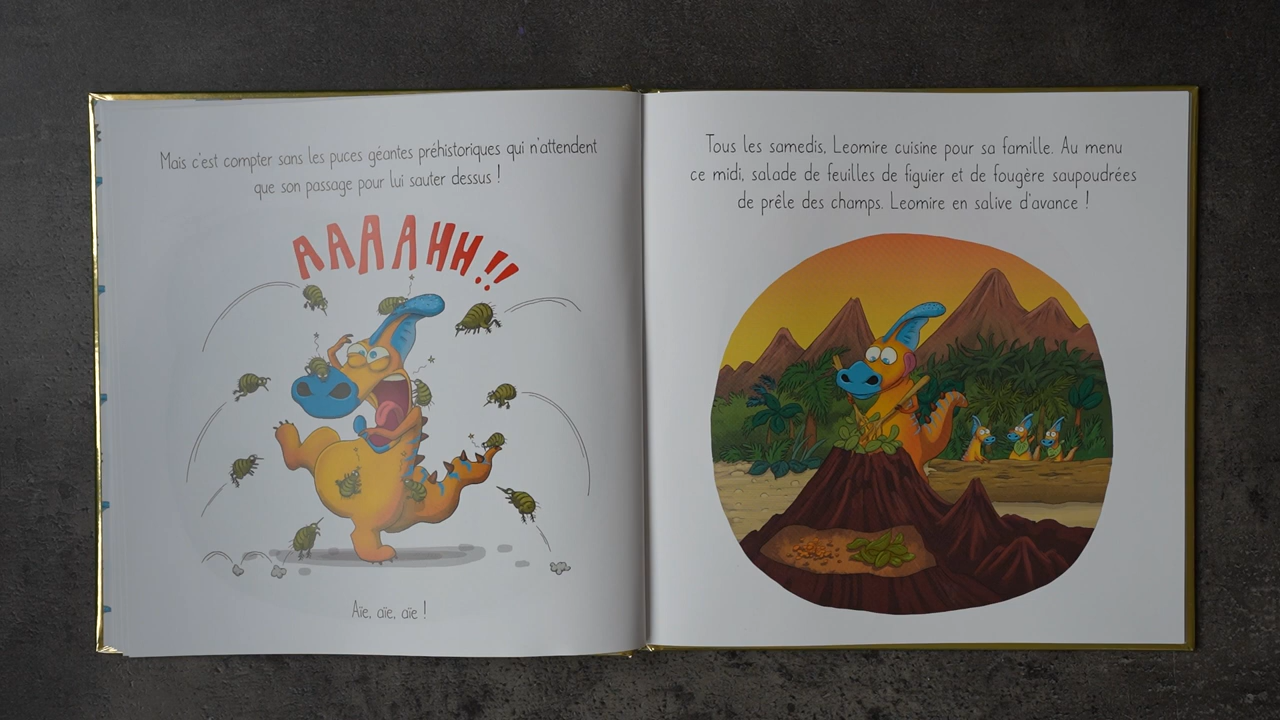 Mais c'est compter sans les puces géantes préhistoriques qui n'attendent
que son passage pour lui sauter dessus !
AAAAHH!!
Aïe, aïe, aïe !
Tous les samedis, Leomire cuisine pour sa famille. Au menu
ce midi, salade de feuilles de figuier et de fougère saupoudrées
de prêle des champs. Leomire en salive d'avance !